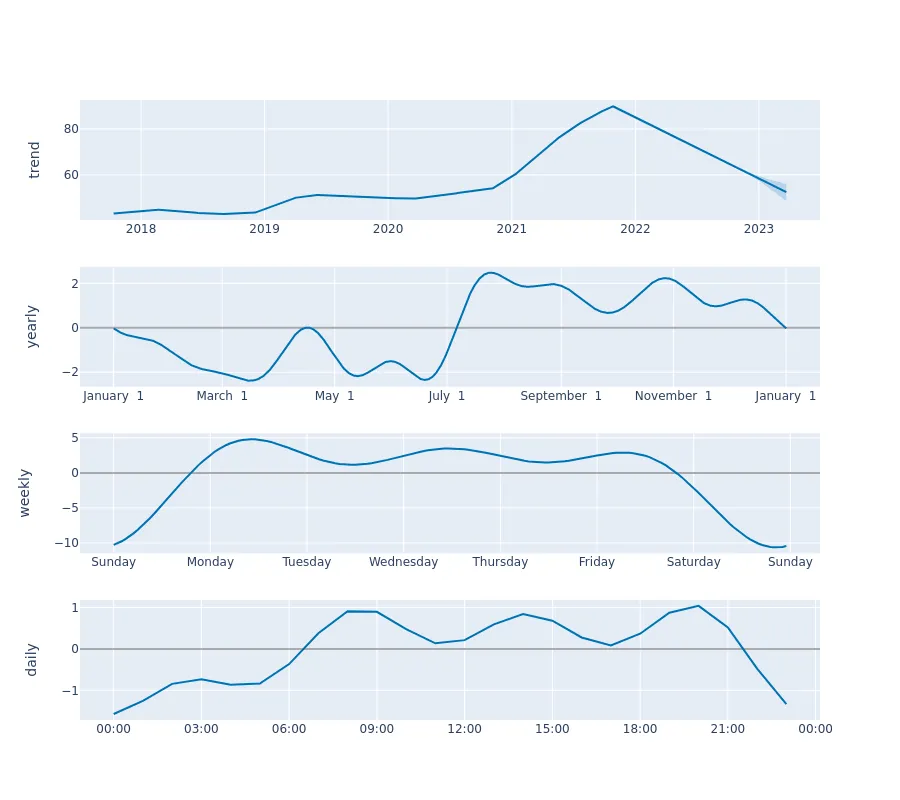 trend
80
60
2018 2019 2020 2021 2022 2023
yearly
2
0
−2
January 1 March 1 May 1 July 1 September 1 November 1 January 1
weekly
5
0
−5
−10
Sunday Monday Tuesday Wednesday Thursday Friday Saturday Sunday
daily
1
0
−1
00:00 03:00 06:00 09:00 12:00 15:00 18:00 21:00 00:00